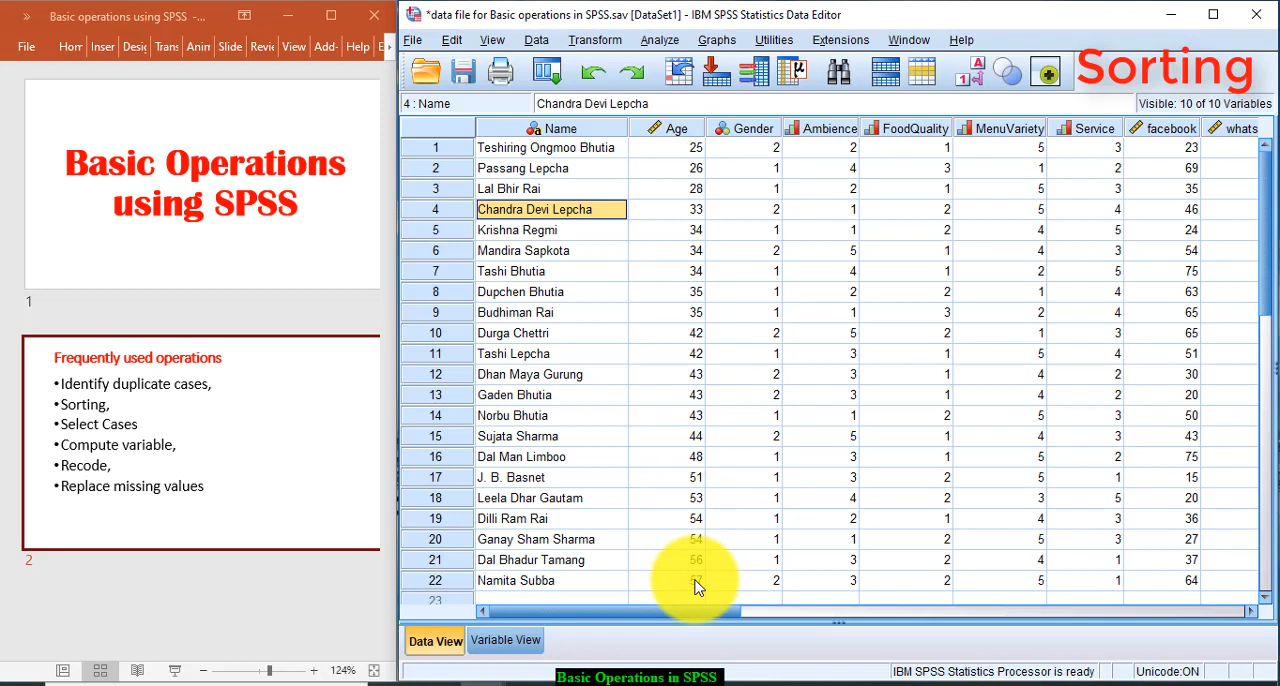 » Basic operations using SPSS -...
File Horr Inser Desig Trans Anim Slide Revie View Add- Help E
Basic Operations
using SPSS
1
Frequently used operations
•Identify duplicate cases,
•Sorting,
•Select Cases
•Compute variable,
•Recode,
•Replace missing values
2
124%
*data file for Basic operations in SPSS.sav [DataSet1] - IBM SPSS Statistics Data Editor
File Edit View Data Transform Analyze Graphs Utilities Extensions Window Help
Sorting
4 : Name Chandra Devi Lepcha Visible: 10 of 10 Variables
Name Age Gender Ambience FoodQuality MenuVariety Service facebook whats
1 Teshiring Ongmoo Bhutia 25 2 2 1 5 3 23
2 Passang Lepcha 26 1 4 3 1 2 69
3 Lal Bhir Rai 28 1 2 1 5 3 35
4 Chandra Devi Lepcha 33 2 1 2 5 4 46
5 Krishna Regmi 34 1 1 2 4 5 24
6 Mandira Sapkota 34 2 5 1 4 3 54
7 Tashi Bhutia 34 1 4 1 2 5 75
8 Dupchen Bhutia 35 1 2 2 1 4 63
9 Budhiman Rai 35 1 1 3 2 4 65
10 Durga Chettri 42 2 5 2 1 3 65
11 Tashi Lepcha 42 1 3 1 5 4 51
12 Dhan Maya Gurung 43 2 3 1 4 2 30
13 Gaden Bhutia 43 2 3 1 4 2 20
14 Norbu Bhutia 43 1 1 2 5 3 50
15 Sujata Sharma 44 2 5 1 4 3 43
16 Dal Man Limboo 48 1 3 1 5 2 75
17 J. B. Basnet 51 1 3 2 5 1 15
18 Leela Dhar Gautam 53 1 4 2 3 5 20
19 Dilli Ram Rai 54 1 2 1 4 3 36
20 Ganay Sham Sharma 54 1 1 2 5 3 27
21 Dal Bhadur Tamang 56 1 3 2 4 1 37
22 Namita Subba 57 2 3 2 5 1 64
23
Data View Variable View
IBM SPSS Statistics Processor is ready Unicode:ON
Basic Operations in SPSS